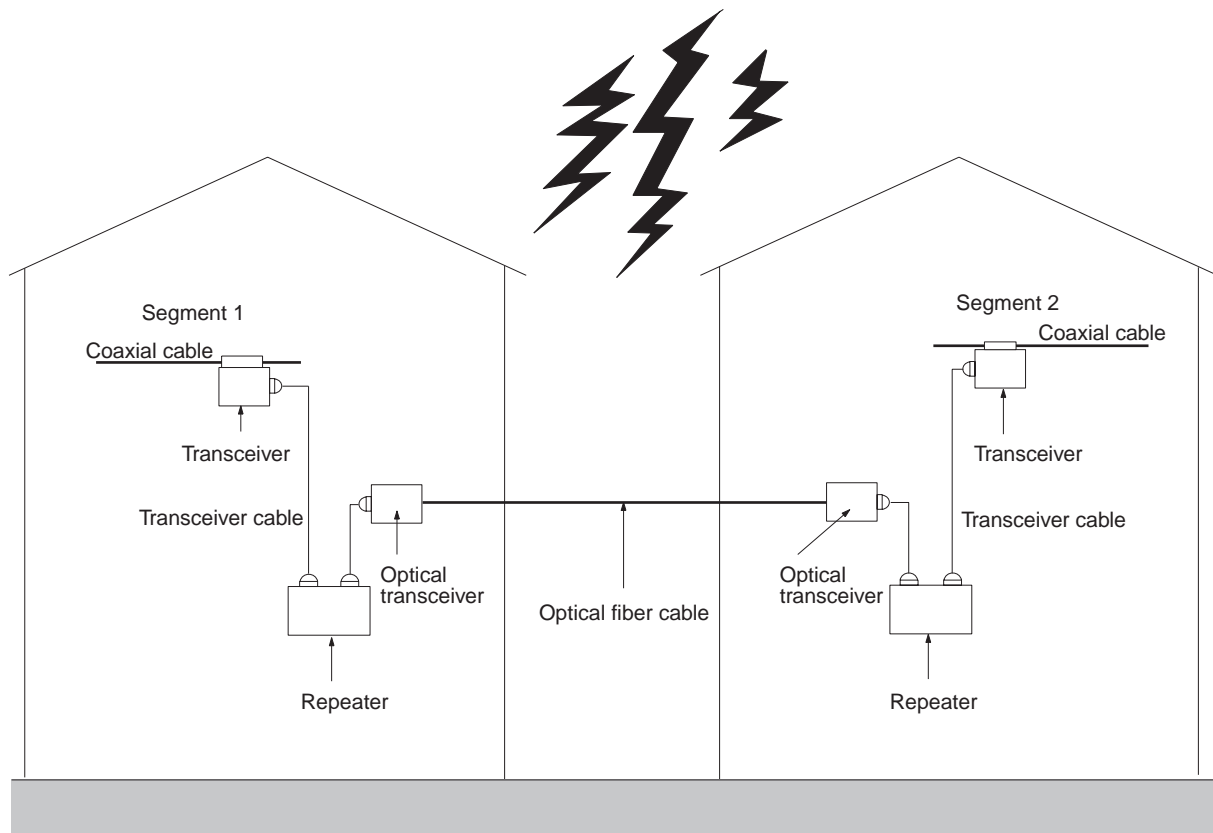 Segment 1
Coaxial cable
Transceiver
Transceiver cable
Optical
transceiver
Repeater
Optical fiber cable
Segment 2
Coaxial cable
Transceiver
Transceiver cable
Optical
transceiver
Repeater